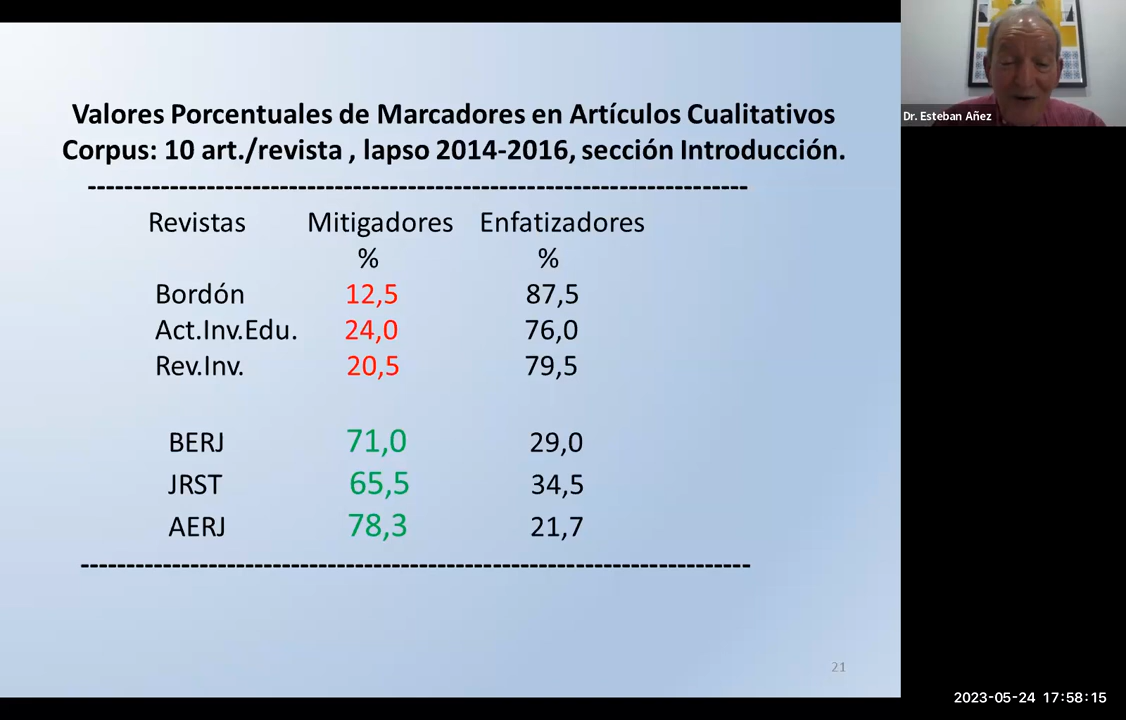 Valores Porcentuales de Marcadores en Artículos Cualitativos
Corpus: 10 art./revista , lapso 2014-2016, sección Introducción.
Revistas Mitigadores Enfatizadores
% %
Bordón 12,5 87,5
Act.Inv.Edu. 24,0 76,0
Rev.Inv. 20,5 79,5
BERJ 71,0 29,0
JRST 65,5 34,5
AERJ 78,3 21,7
21
Dr. Esteban Añez
2023-05-24 17:58:15